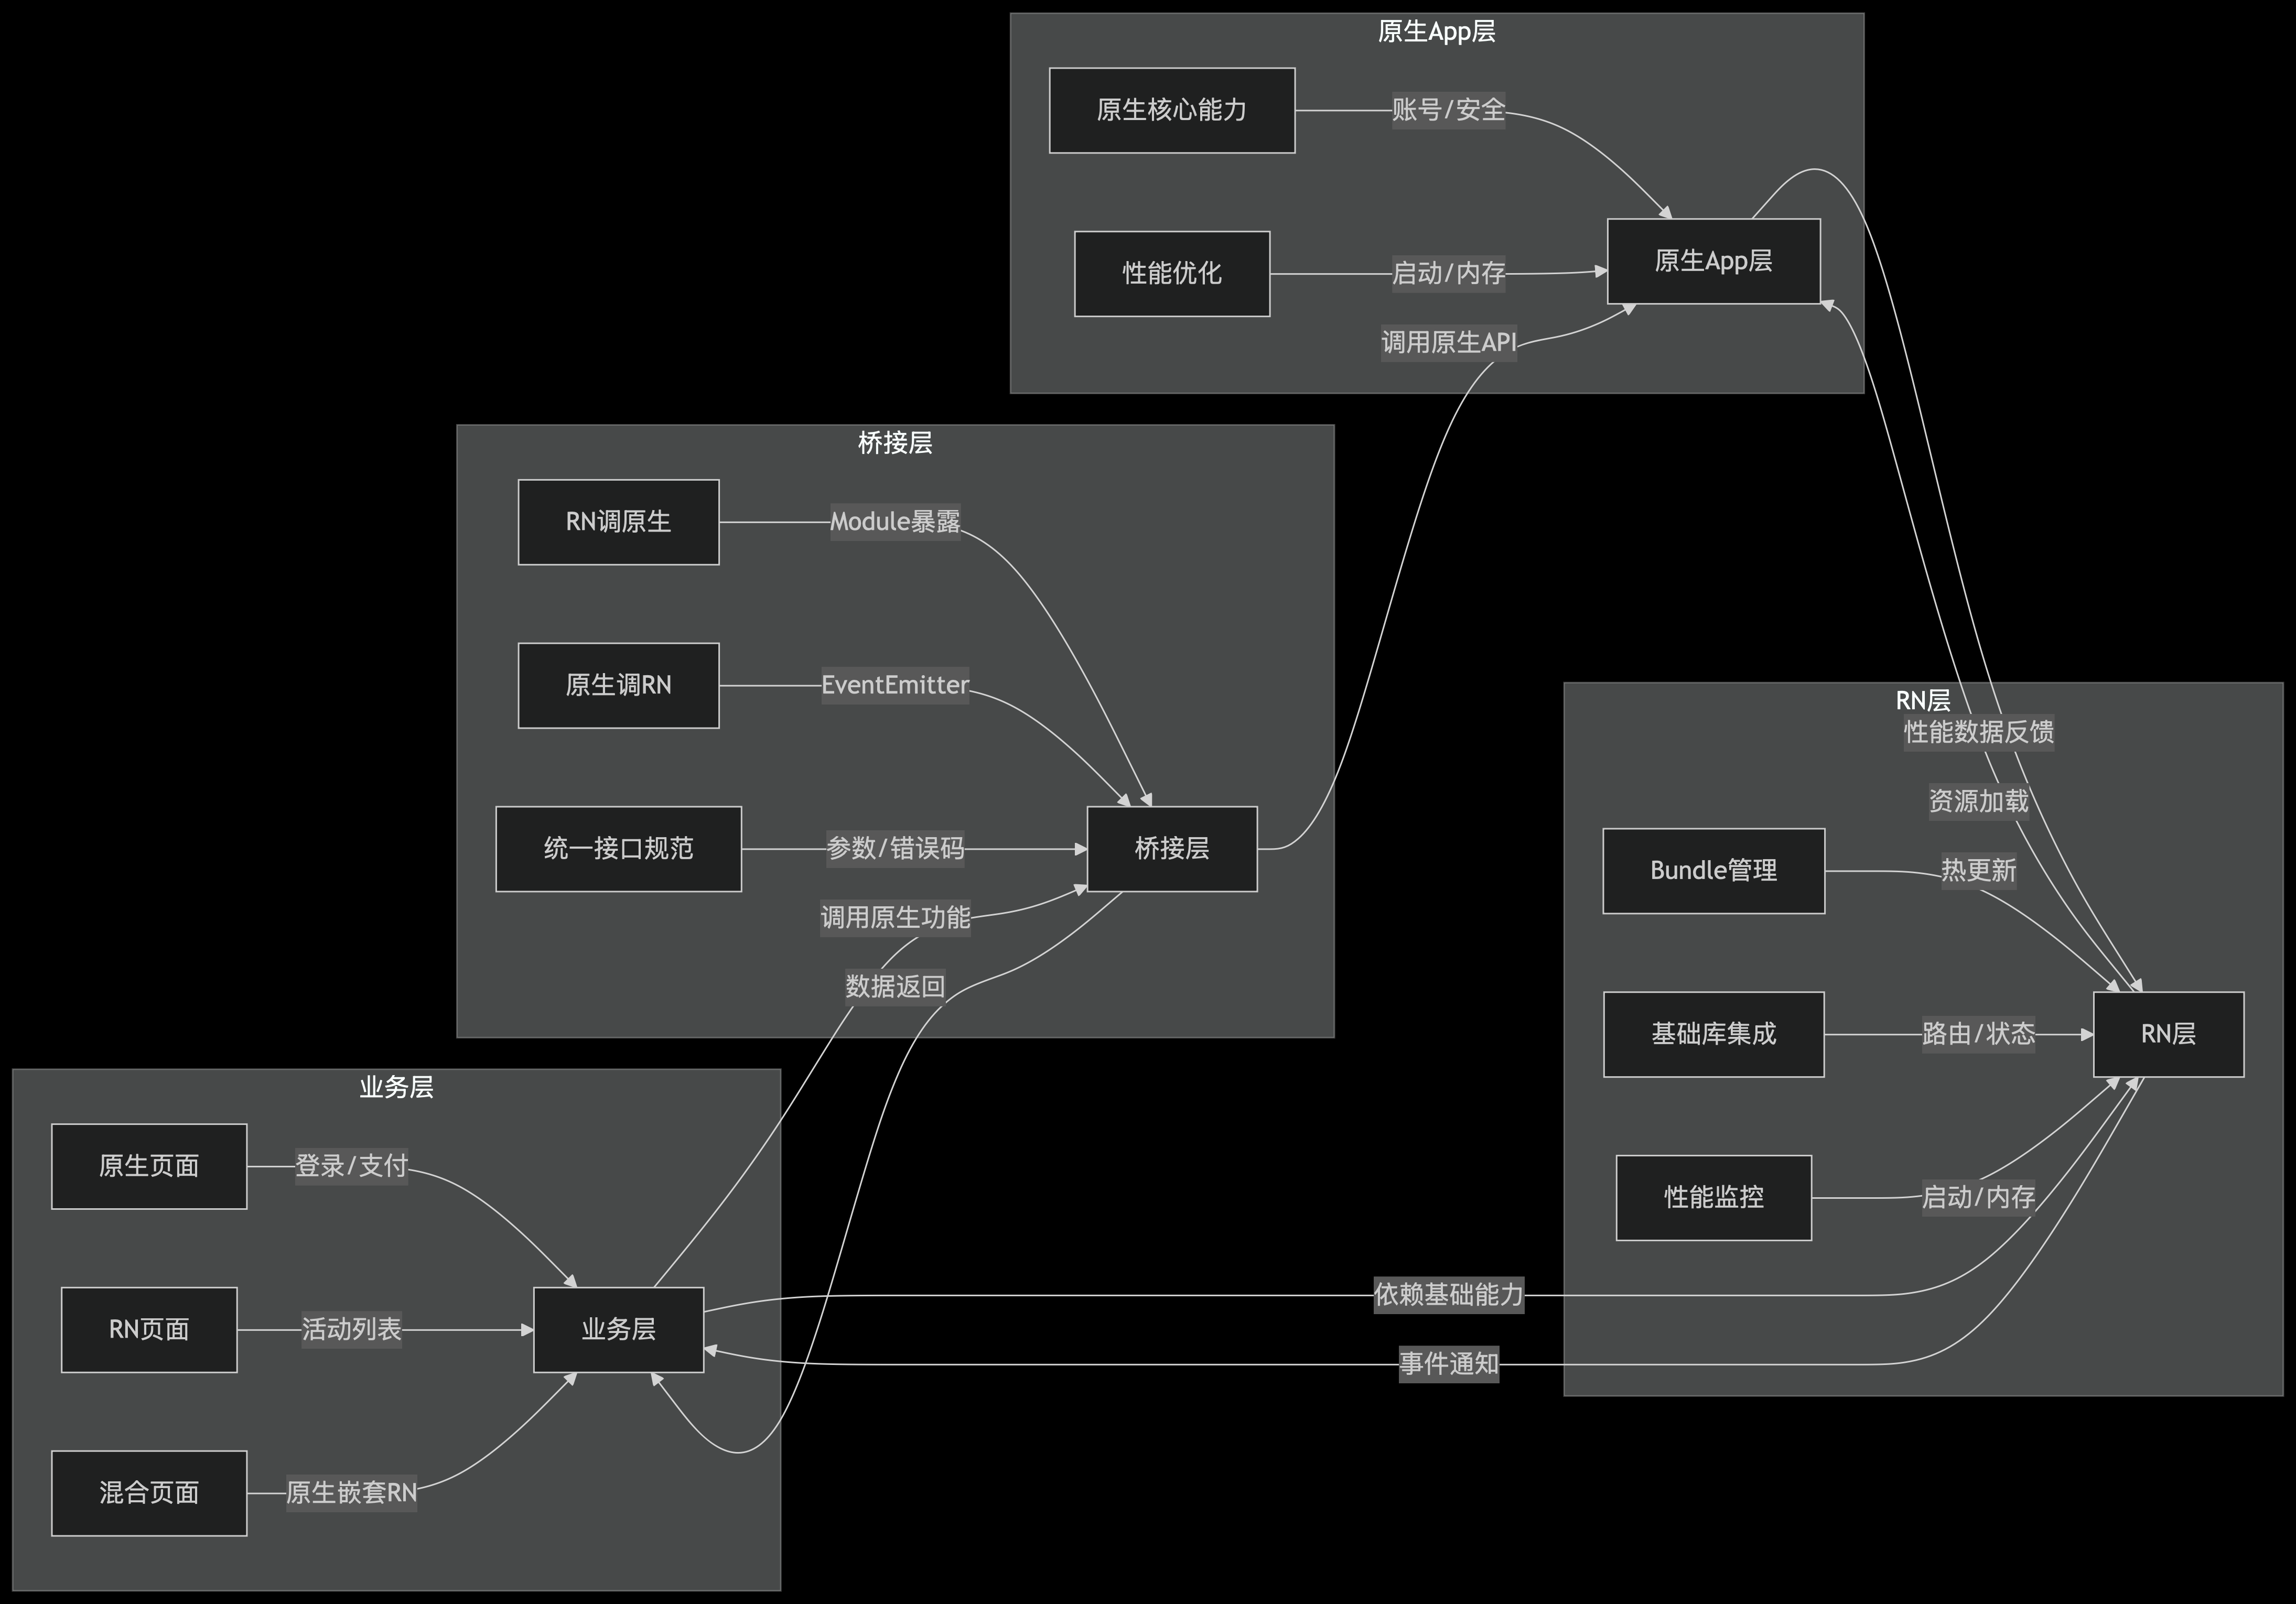 原生App层
原生核心能力
账号/安全
性能优化
启动/内存
原生App层
调用原生API
桥接层
RN调原生
Module暴露
原生调RN
EventEmitter
统一接口规范
参数/错误码
桥接层
调用原生功能
数据返回
RN层
性能数据反馈
资源加载
Bundle管理
热更新
基础库集成
路由/状态
RN层
性能监控
启动/内存
业务层
原生页面
登录/支付
RN页面
活动列表
业务层
混合页面
原生嵌套RN
依赖基础能力
事件通知